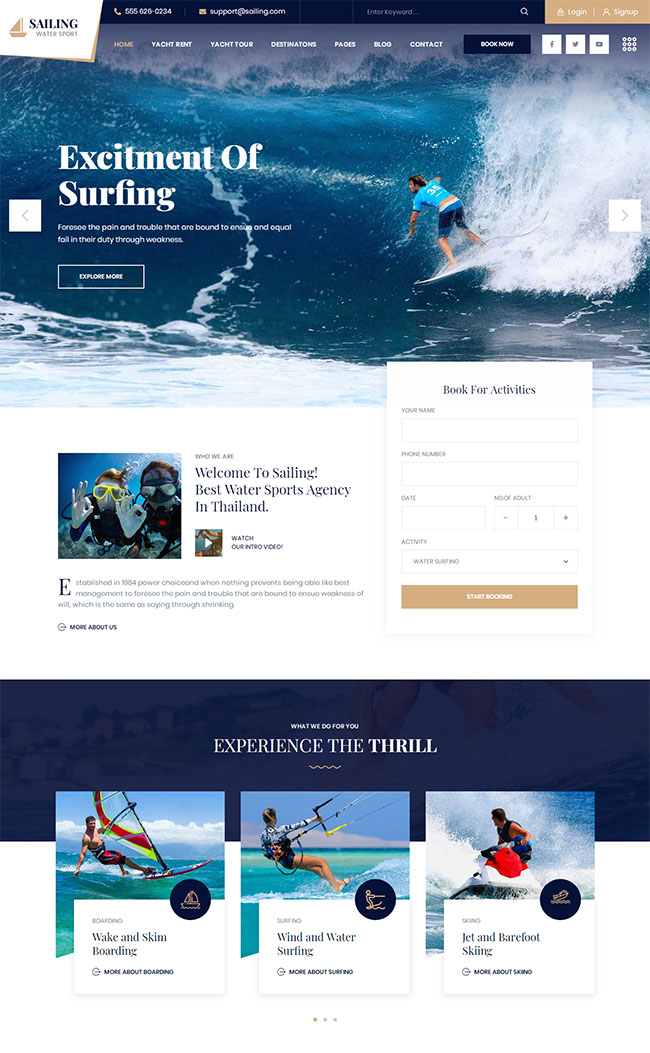 SAILING
WATER SPORT
555 626-0234
support@sailing.com
Enter Keyword....
Login
Signup
HOME
YACHT RENT
YACHT TOUR
DESTINATONS
PAGES
BLOG
CONTACT
BOOK NOW
Excitment Of
Surfing
Foresee the pain and trouble that are bound to ensue and equal
fail in their duty through weakness.
EXPLORE MORE
Book For Activities
YOUR NAME
PHONE NUMBER
DATE
NO.OF ADULT
− 1 +
ACTIVITY
WATER SURFING
START BOOKING
WHO WE ARE
Welcome To Sailing!
Best Water Sports Agency
In Thailand.
WATCH
OUR INTRO VIDEO!
Established in 1984 power choiceand when nothing prevents being able like best
management to foresee the pain and trouble that are bound to ensue weakness of
will, which is the same as saying through shrinking.
MORE ABOUT US
WHAT WE DO FOR YOU
EXPERIENCE THE THRILL
BOARDING
Wake and Skim
Boarding
MORE ABOUT BOARDING
SURFING
Wind and Water
Surfing
MORE ABOUT SURFING
SKIING
Jet and Barefoot
Skiing
MORE ABOUT SKIING